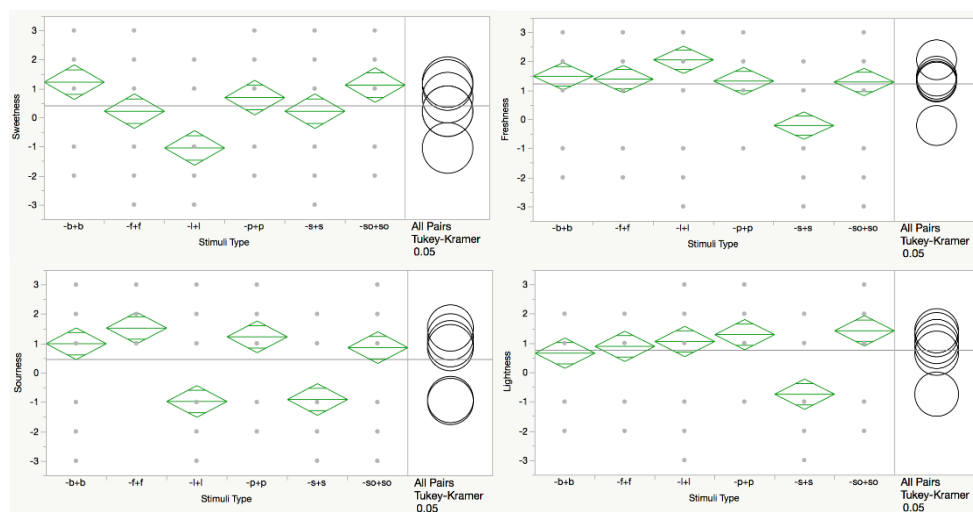 Sweetness
3
2
1
0
-1
-2
-3
-b+b -f+f -l+l -p+p -s+s -so+so
Stimuli Type
All Pairs
Tukey-Kramer
0.05
Freshness
3
2
1
0
-1
-2
-3
-b+b -f+f -l+l -p+p -s+s -so+so
Stimuli Type
All Pairs
Tukey-Kramer
0.05
Sourness
3
2
1
0
-1
-2
-3
-b+b -f+f -l+l -p+p -s+s -so+so
Stimuli Type
All Pairs
Tukey-Kramer
0.05
Lightness
3
2
1
0
-1
-2
-3
-b+b -f+f -l+l -p+p -s+s -so+so
Stimuli Type
All Pairs
Tukey-Kramer
0.05